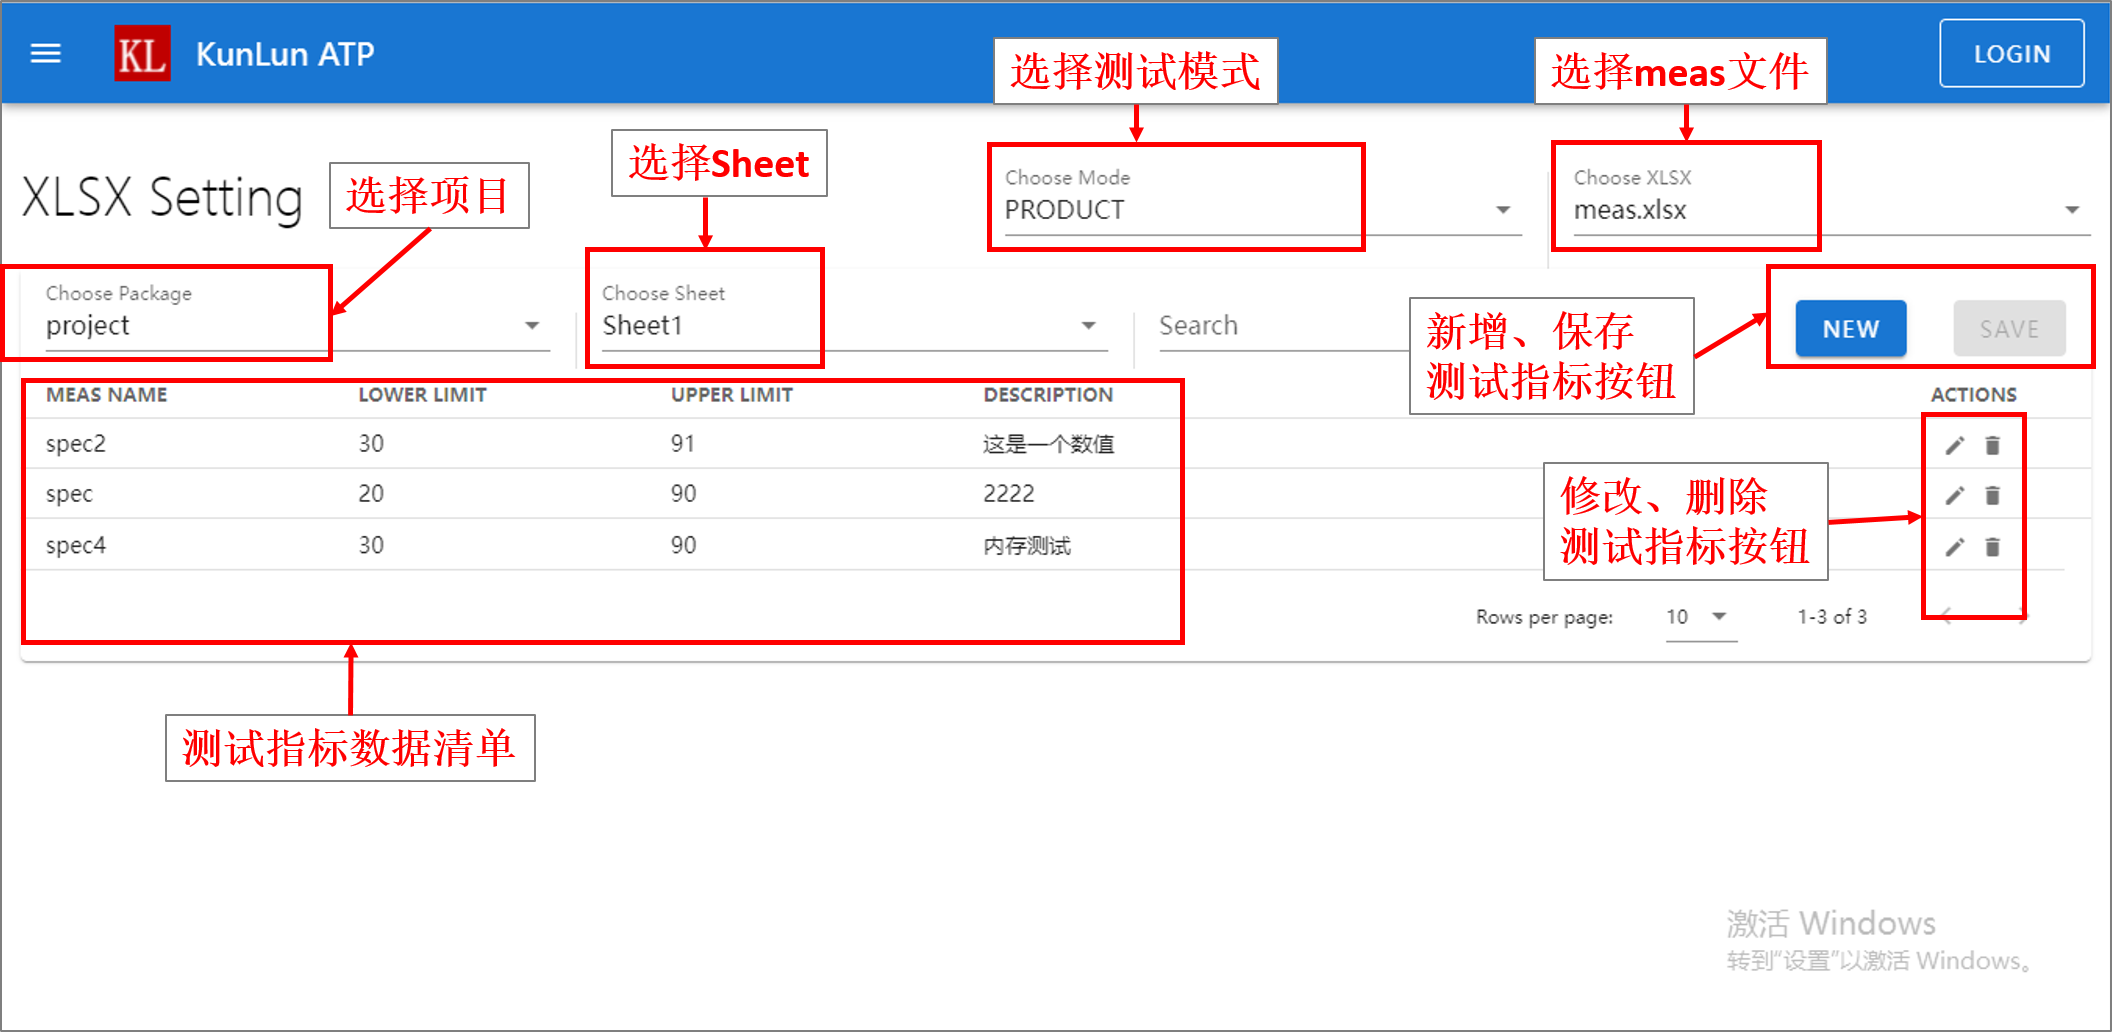 KL
KunLun ATP
选择测试模式
选择meas文件
LOGIN
XLSX Setting
选择项目
选择Sheet
Choose Mode
PRODUCT
Choose XLSX
meas.xlsx
Choose Package
project
Choose Sheet
Sheet1
Search
新增、保存
测试指标按钮
NEW
SAVE
MEAS NAME LOWER LIMIT UPPER LIMIT DESCRIPTION ACTIONS
spec2 30 91 这是一个数值
spec 20 90 2222
spec4 30 90 内存测试
修改、删除
测试指标按钮
Rows per page: 10 1-3 of 3
测试指标数据清单
激活 Windows
转到“设置”以激活 Windows。